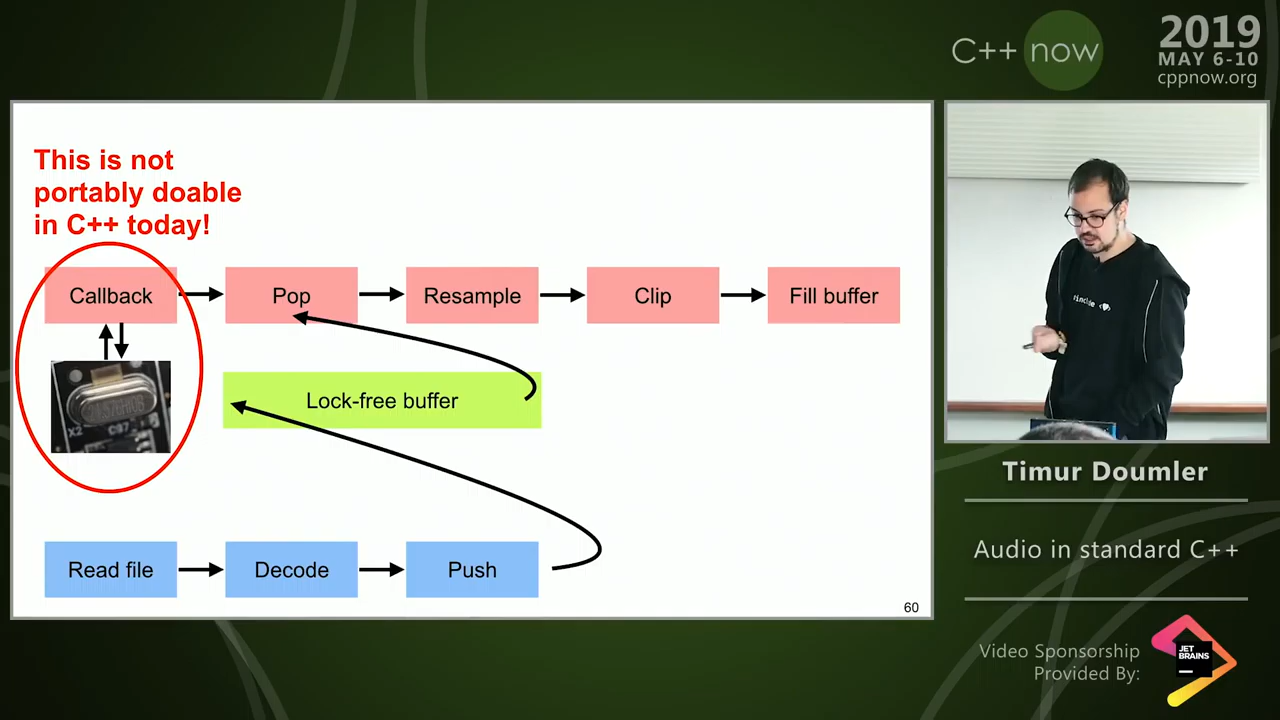 C++ now
2019
MAY 6-10
cppnow.org
This is not
portably doable
in C++ today!
Callback
Pop
Resample
Clip
Fill buffer
Lock-free buffer
X2
Read file
Decode
Push
60
Timur Doumler
Audio in standard C++
Video Sponsorship
Provided By:
JET
BRAINS